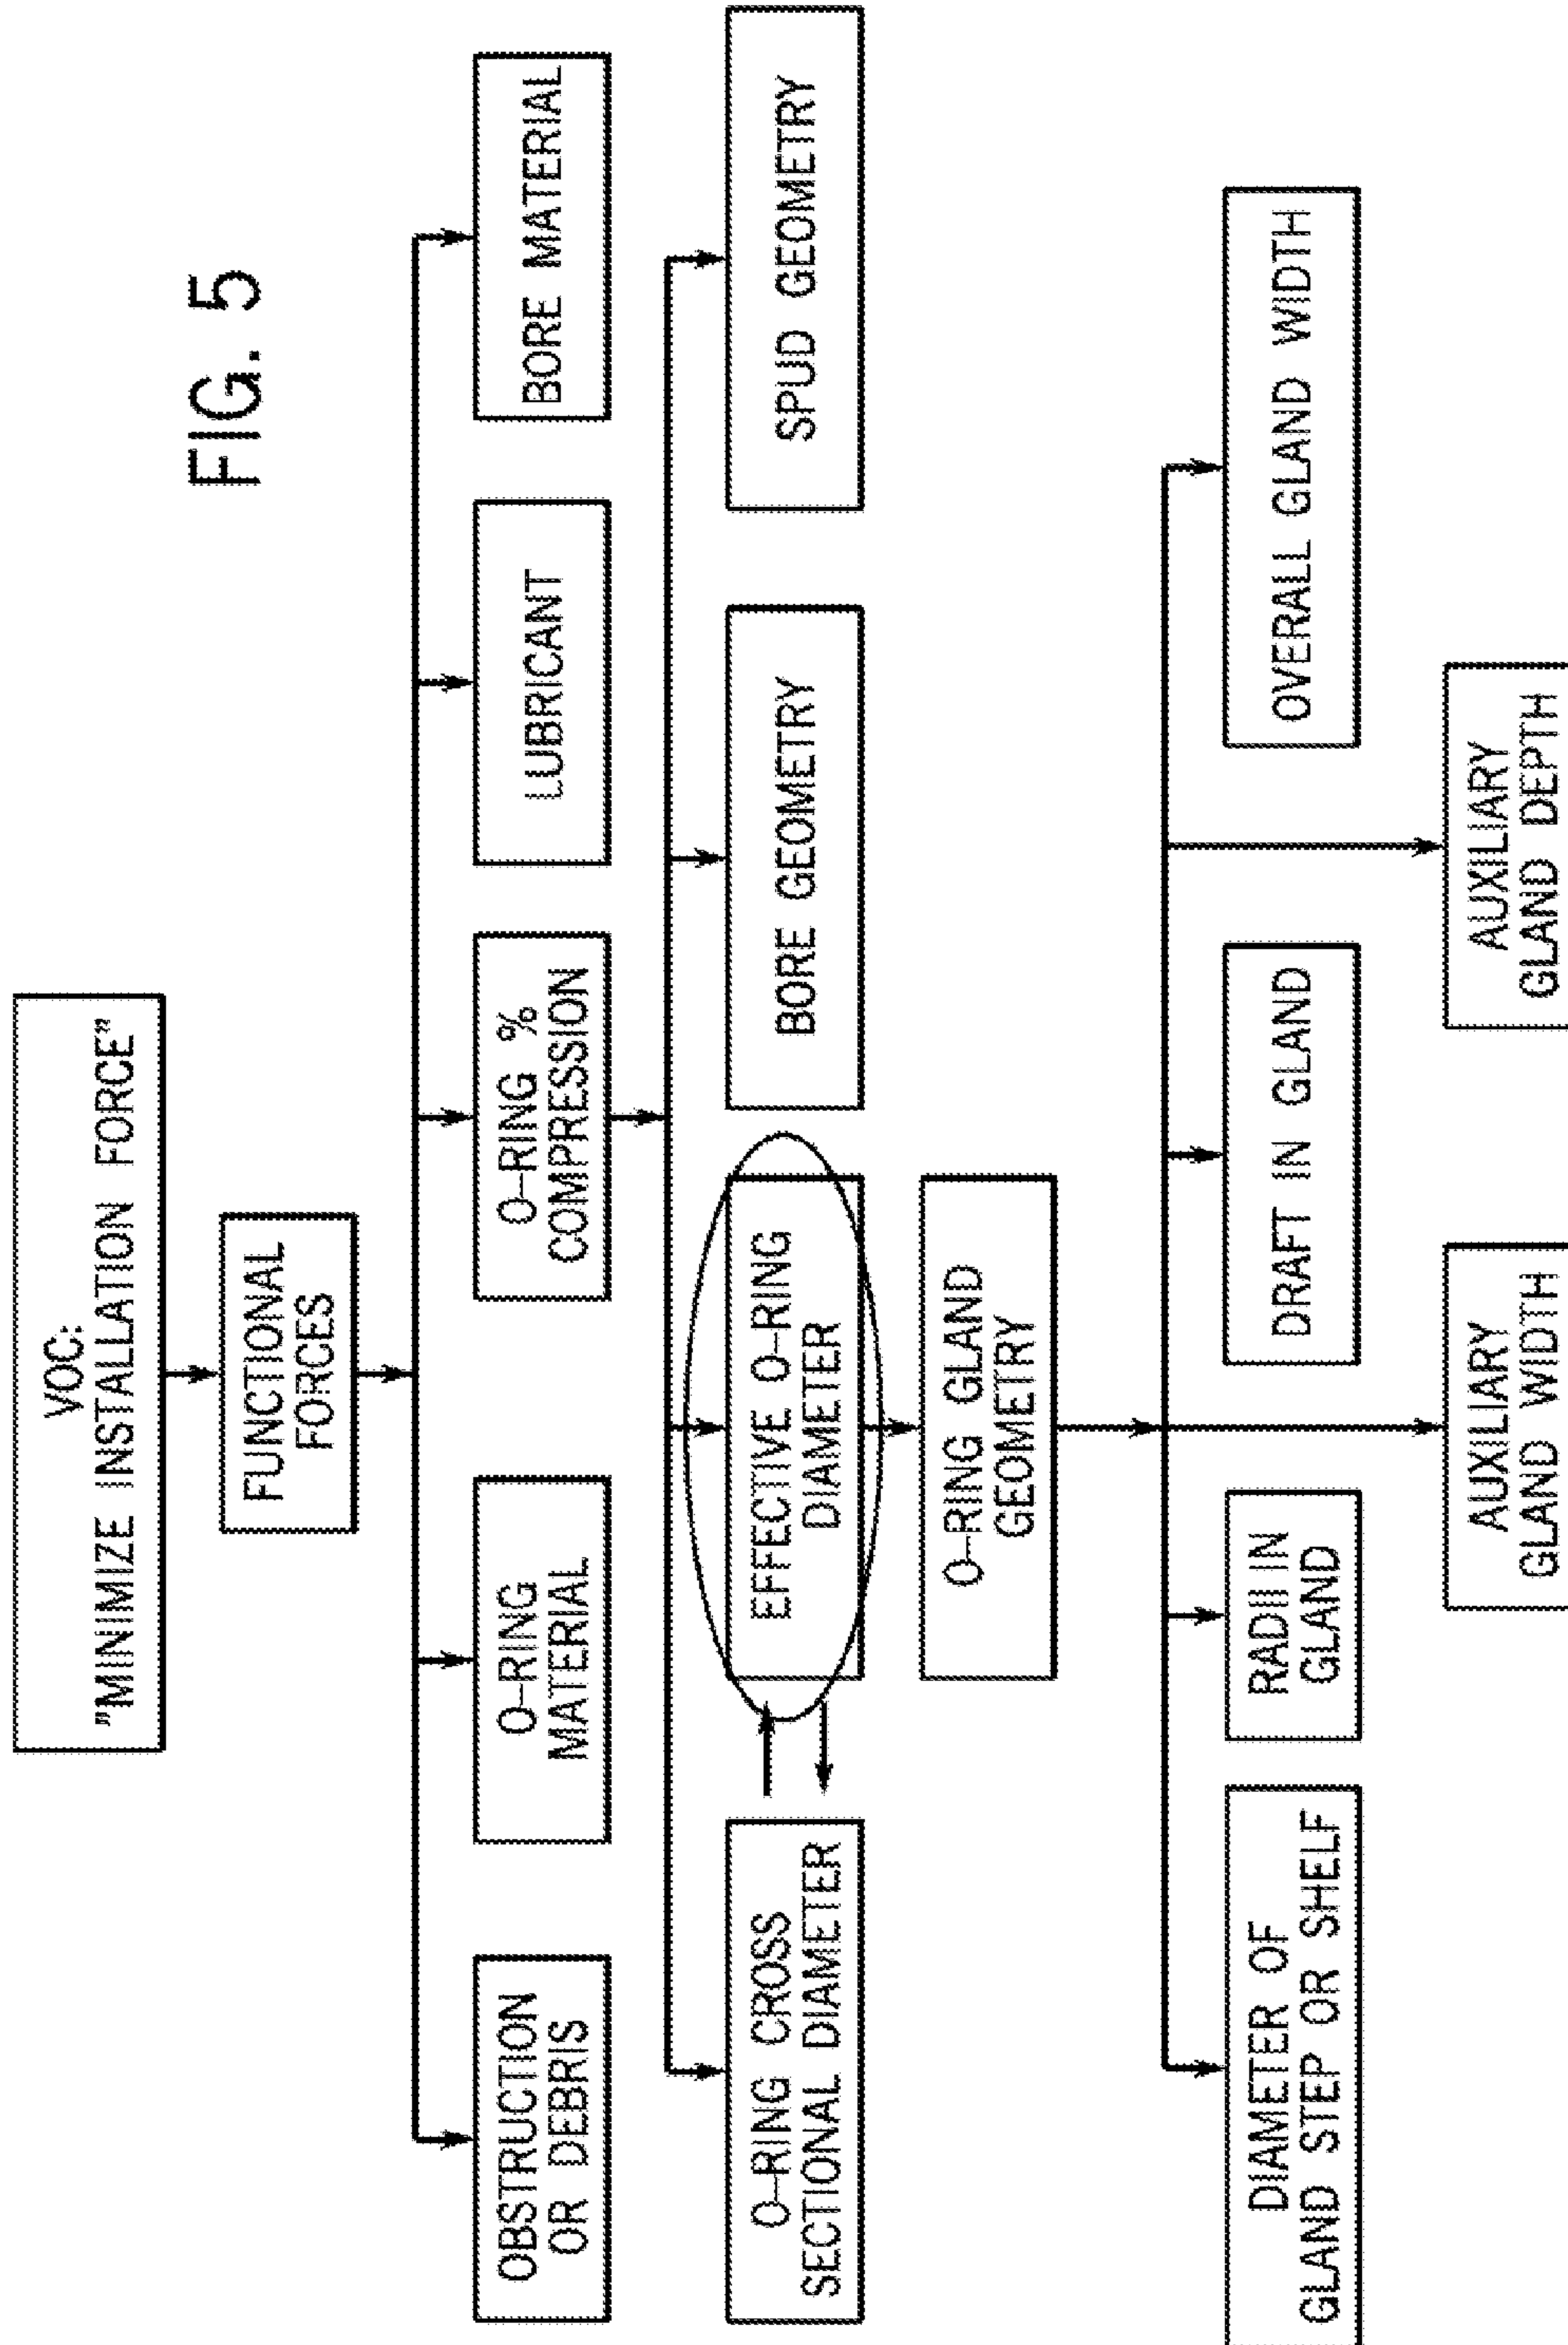 FIG. 5
VOC:
"MINIMIZE INSTALLATION FORCE"
FUNCTIONAL
FORCES
OBSTRUCTION
OR DEBRIS
O-RING
MATERIAL
O-RING %
COMPRESSION
LUBRICANT
BORE MATERIAL
O-RING CROSS
SECTIONAL DIAMETER
EFFECTIVE O-RING
DIAMETER
BORE GEOMETRY
SPUD GEOMETRY
O-RING GLAND
GEOMETRY
DIAMETER OF
GLAND STEP OR SHELF
RADII IN
GLAND
DRAFT IN GLAND
OVERALL GLAND WIDTH
AUXILIARY
GLAND WIDTH
AUXILIARY
GLAND DEPTH